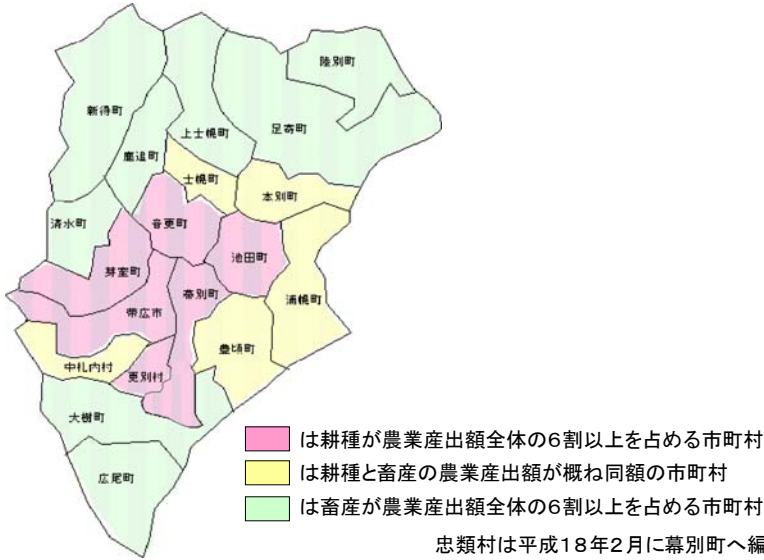 陸別町
新得町
上士幌町
足寄町
鹿追町
士幌町
本別町
清水町
音更町
池田町
芽室町
幕別町
浦幌町
帯広市
豊頃町
中札内村
更別村
大樹町
広尾町
は耕種が農業産出額全体の6割以上を占める市町村
は耕種と畜産の農業産出額が概ね同額の市町村
は畜産が農業産出額全体の6割以上を占める市町村
忠類村は平成18年2月に幕別町へ編